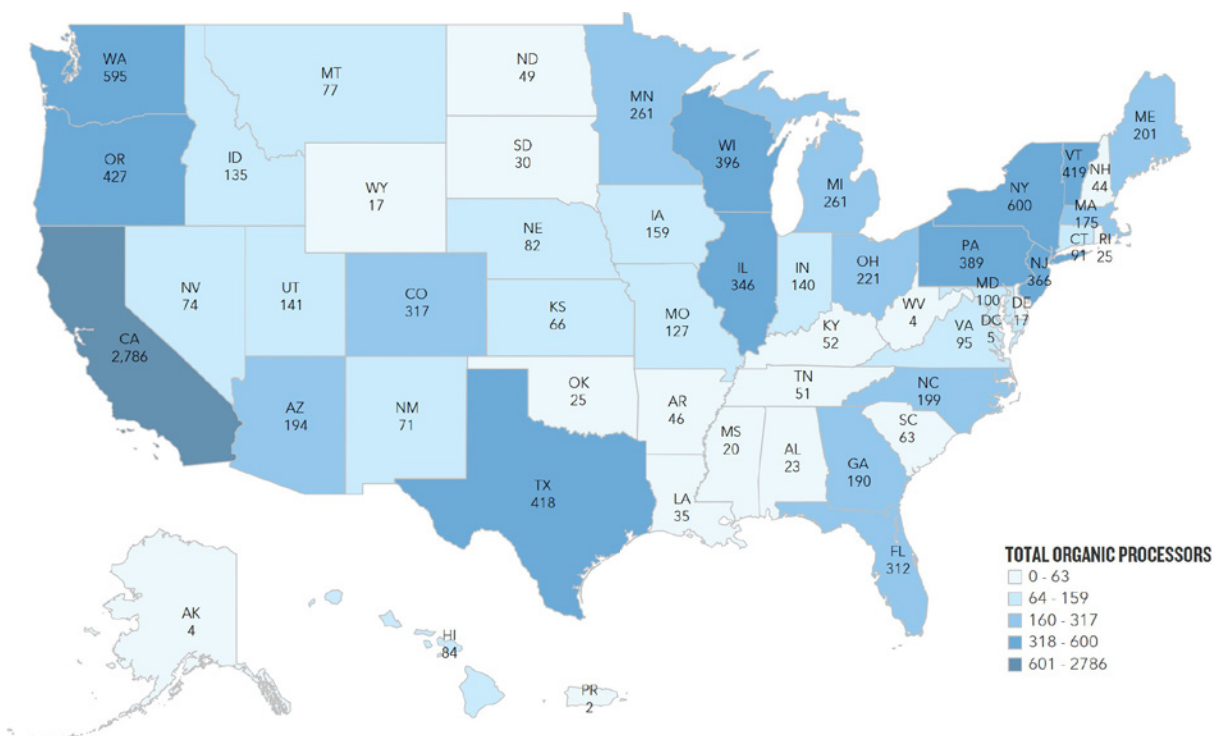 WA
595
MT
77
ND
49
MN
261
ME
201
OR
427
ID
135
SD
30
WI
396
VT
419
NH
44
WY
17
MI
261
NY
600
MA
175
NE
82
IA
159
CT
91
RI
25
PA
389
NJ
366
NV
74
UT
141
CO
317
IL
346
IN
140
OH
221
MD
100
DE
17
CA
2,786
KS
66
MO
127
WV
4
VA
95
DC
5
KY
52
AZ
194
NM
71
OK
25
AR
46
TN
51
NC
199
SC
63
MS
20
AL
23
GA
190
TX
418
LA
35
FL
312
AK
4
HI
84
PR
2
TOTAL ORGANIC PROCESSORS
0 - 63
64 - 159
160 - 317
318 - 600
601 - 2786